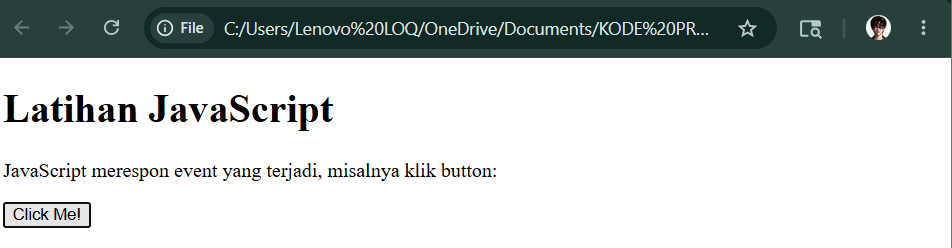 File C:/Users/Lenovo%20LOQ/OneDrive/Documents/KODE%20PR...
Latihan JavaScript
JavaScript merespon event yang terjadi, misalnya klik button:
Click Me!